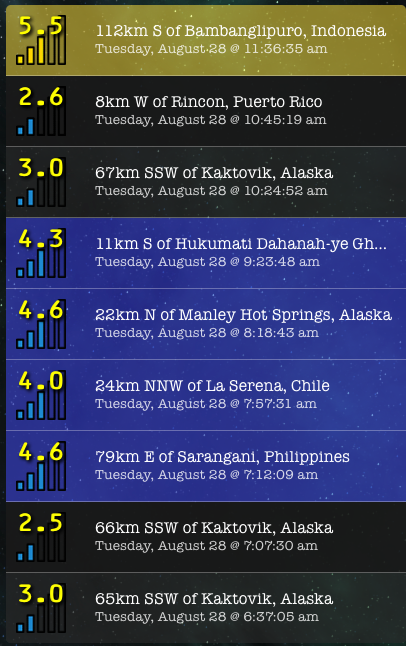 5.5
112km S of Bambanglipuro, Indonesia
Tuesday, August 28 @ 11:36:35 am
2.6
8km W of Rincon, Puerto Rico
Tuesday, August 28 @ 10:45:19 am
3.0
67km SSW of Kaktovik, Alaska
Tuesday, August 28 @ 10:24:52 am
4.3
11km S of Hukumati Dahanah-ye Gh...
Tuesday, August 28 @ 9:23:48 am
4.6
22km N of Manley Hot Springs, Alaska
Tuesday, August 28 @ 8:18:43 am
4.0
24km NNW of La Serena, Chile
Tuesday, August 28 @ 7:57:31 am
4.6
79km E of Sarangani, Philippines
Tuesday, August 28 @ 7:12:09 am
2.5
66km SSW of Kaktovik, Alaska
Tuesday, August 28 @ 7:07:30 am
3.0
65km SSW of Kaktovik, Alaska
Tuesday, August 28 @ 6:37:05 am